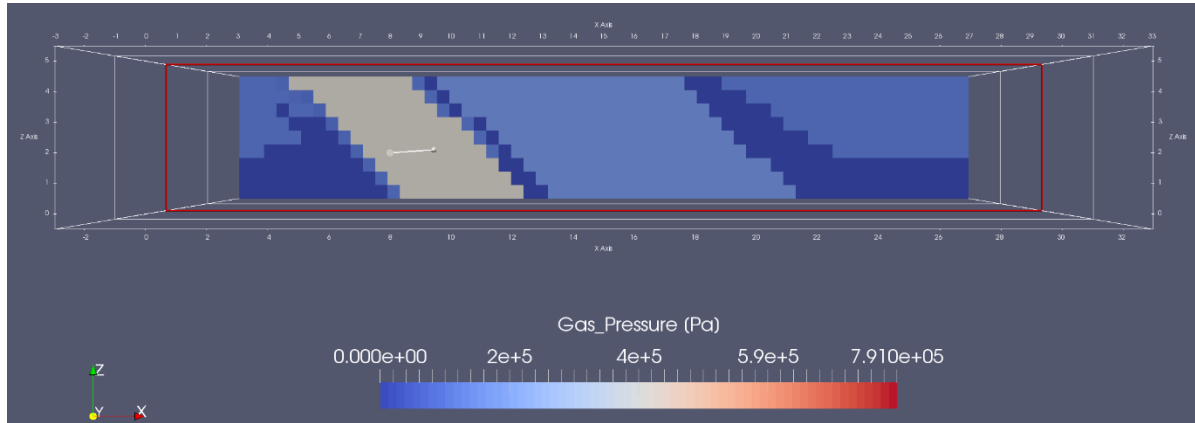 X Axis
-3 -2 -1 0 1 2 3 4 5 6 7 8 9 10 11 12 13 14 15 16 17 18 19 20 21 22 23 24 25 26 27 28 29 30 31 32 33
5 5
4 4
3 3
Z Axis Z Axis
2 2
1 1
0 0
-2 0 2 4 6 8 10 12 14 16 18 20 22 24 26 28 30 32
X Axis
Gas_Pressure (Pa)
0.000e+00 2e+5 4e+5 5.9e+5 7.910e+05
Z
Y X